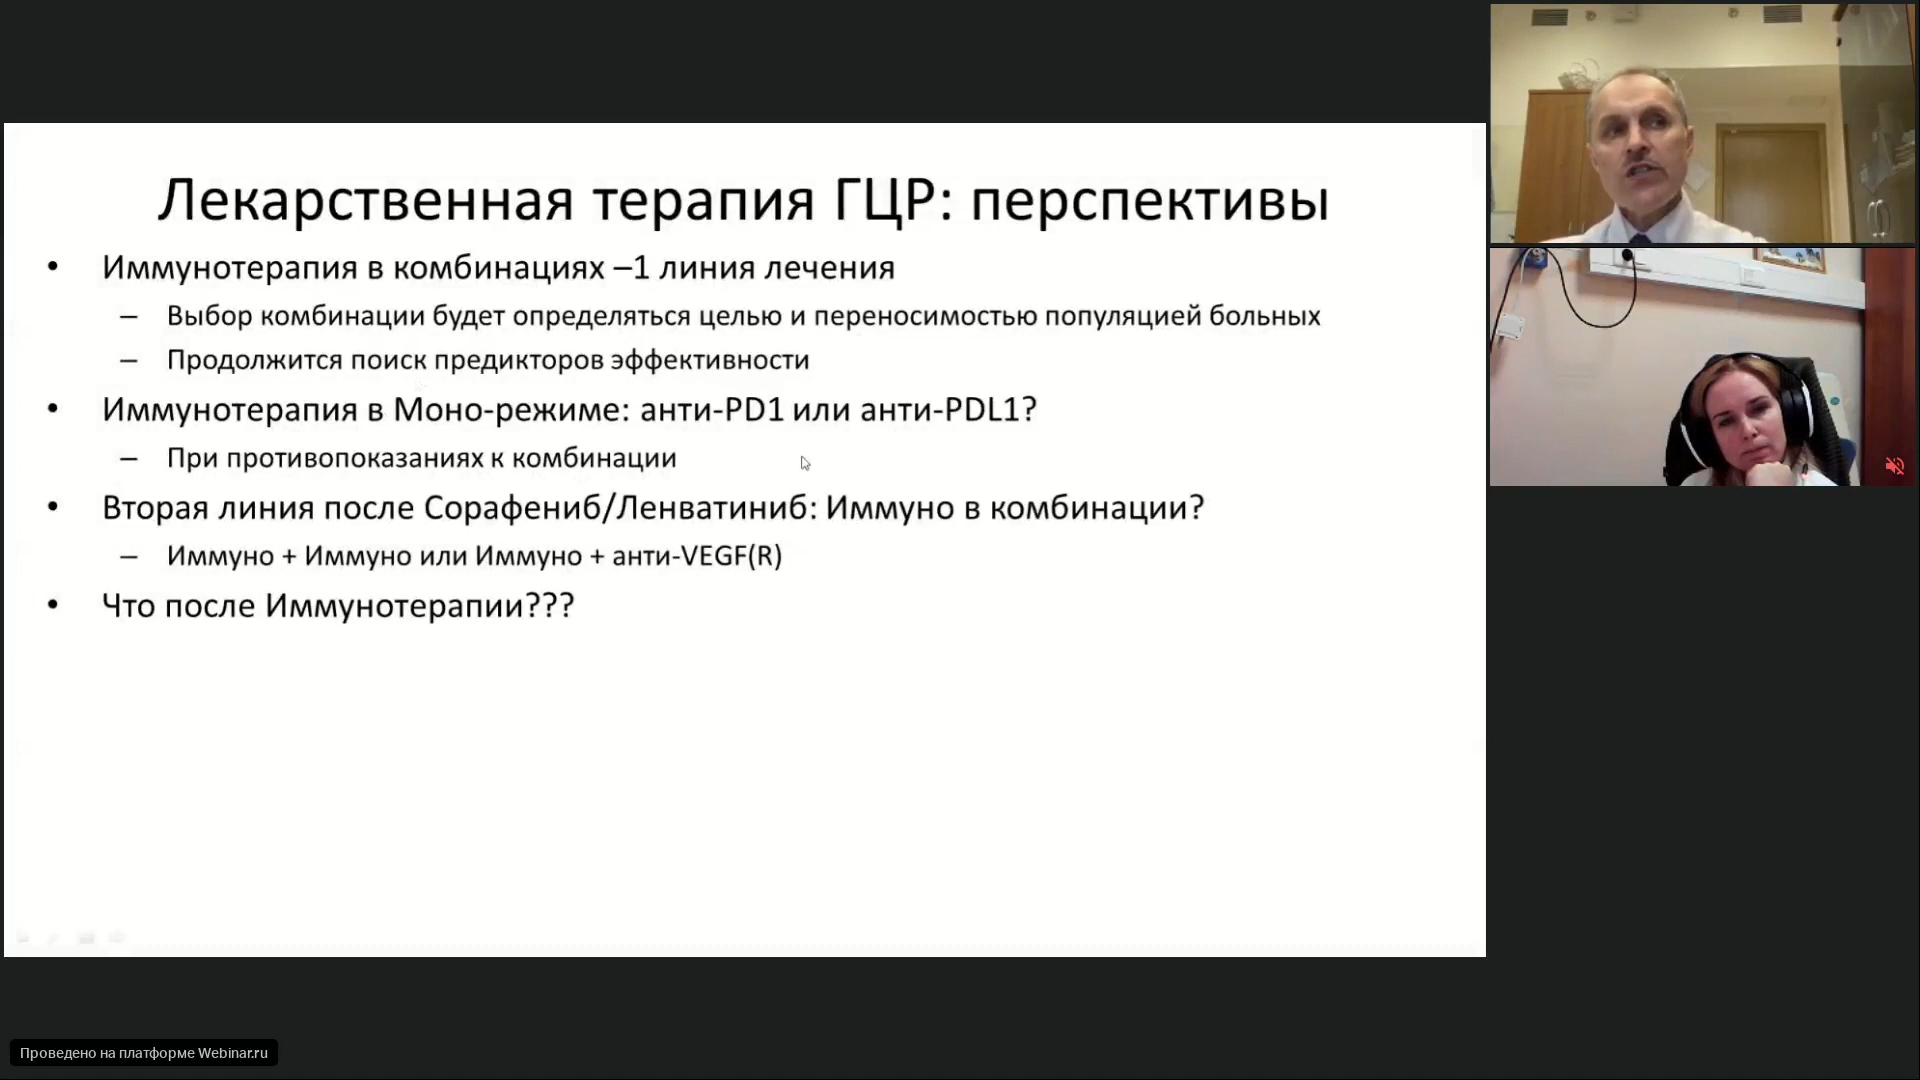 Лекарственная терапия ГЦР: перспективы
• Иммунотерапия в комбинациях –1 линия лечения
– Выбор комбинации будет определяться целью и переносимостью популяцией больных
– Продолжится поиск предикторов эффективности
• Иммунотерапия в Моно-режиме: анти-PD1 или анти-PDL1?
– При противопоказаниях к комбинации
• Вторая линия после Сорафениб/Ленватиниб: Иммуно в комбинации?
– Иммуно + Иммуно или Иммуно + анти-VEGF(R)
• Что после Иммунотерапии???
Проведено на платформе Webinar.ru